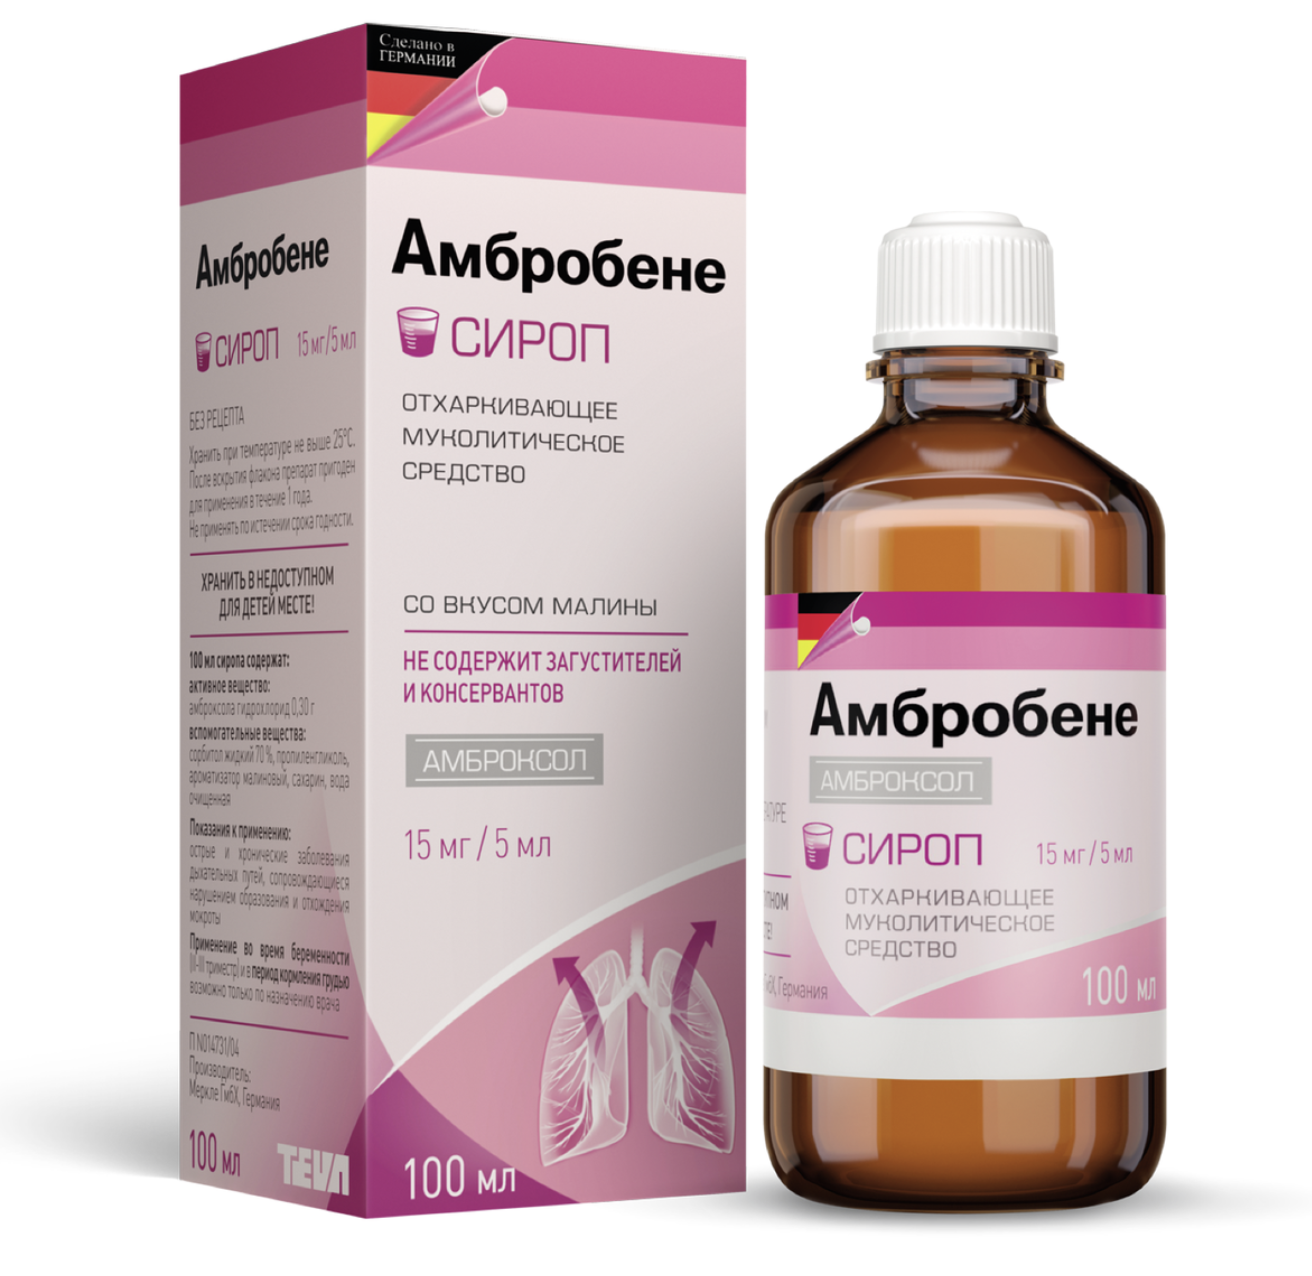 Сделано в
ГЕРМАНИИ
Амбробене
СИРОП
ОТХАРКИВАЮЩЕЕ
МУКОЛИТИЧЕСКОЕ
СРЕДСТВО
СО ВКУСОМ МАЛИНЫ
НЕ СОДЕРЖИТ ЗАГУСТИТЕЛЕЙ
И КОНСЕРВАНТОВ
АМБРОКСОЛ
15 мг / 5 мл
100 мл
Амбробене
СИРОП 15 мг/5 мл
БЕЗ РЕЦЕПТА
Хранить при температуре не выше 25°C.
После вскрытия флакона препарат пригоден
для применения в течение 1 года.
Не применять по истечении срока годности.
ХРАНИТЬ В НЕДОСТУПНОМ
ДЛЯ ДЕТЕЙ МЕСТЕ!
100 мл сиропа содержат:
активное вещество:
амброксола гидрохлорид 0,30 г
вспомогательные вещества:
сорбитол жидкий 70 %, пропиленгликоль,
ароматизатор малиновый, сахарин, вода
очищенная
Показания к применению:
острые и хронические заболевания
дыхательных путей, сопровождающиеся
нарушением образования и отхождения
мокроты
Применение во время беременности
(II-III триместр) и в период кормления грудью
возможно только по назначению врача
П N014731/04
Производитель:
Меркле ГмбХ, Германия
100 мл TEVA
Амбробене
АМБРОКСОЛ
СИРОП 15 мг / 5 мл
ОТХАРКИВАЮЩЕЕ
МУКОЛИТИЧЕСКОЕ
СРЕДСТВО
100 мл
Германия